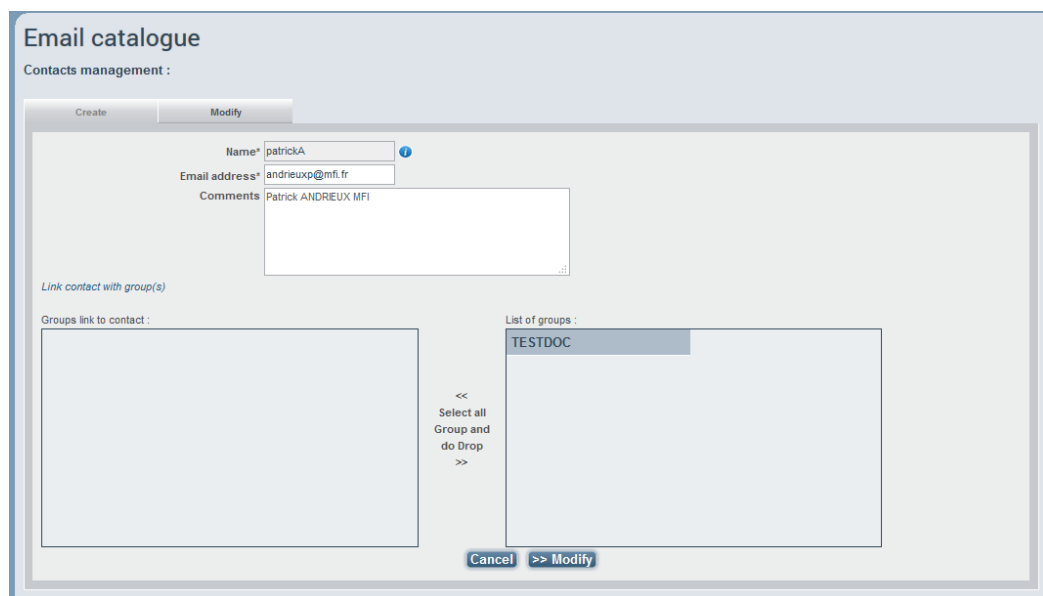 Email catalogue
Contacts management :
Create Modify
Name* patrickA
Email address* andrieuxp@mfi.fr
Comments Patrick ANDRIEUX MFI
Link contact with group(s)
Groups link to contact : List of groups :
TESTDOC
<<
Select all
Group and
do Drop
>>
Cancel >> Modify